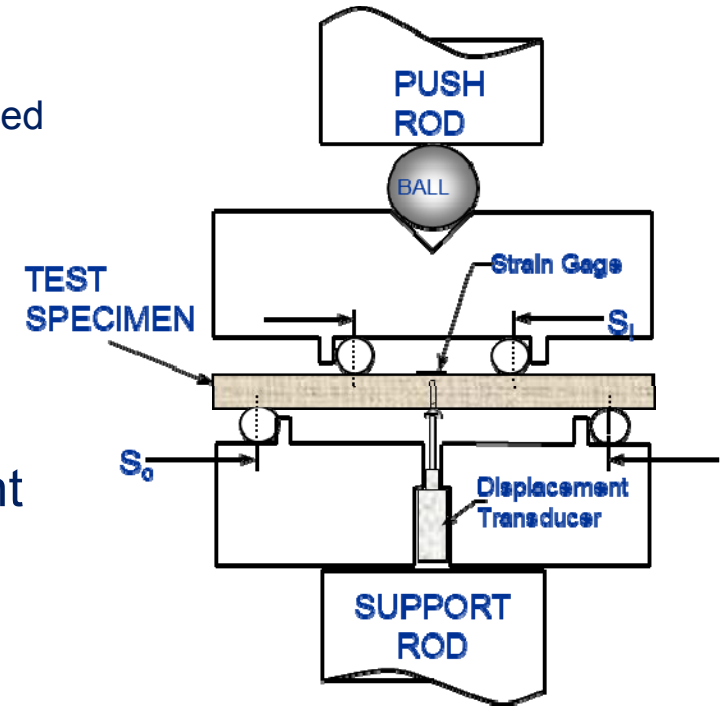 PUSH
ROD
ed
BALL
Strain Gage
TEST
SPECIMEN
Si
So
nt
Displacement
Transducer
SUPPORT
ROD